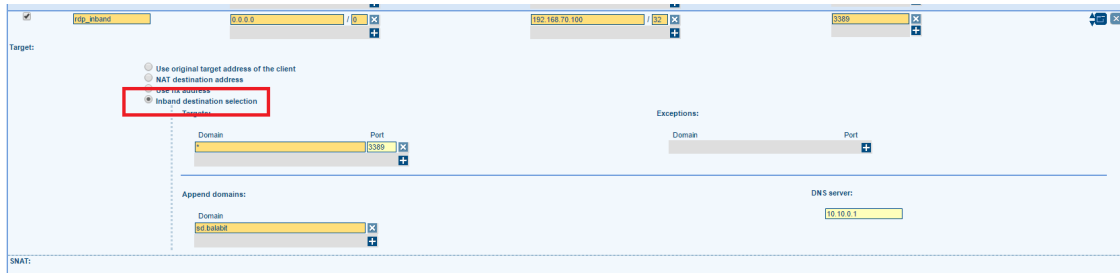 rdp_inband 0.0.0.0 / 0 192.168.70.100 / 32 3389
Target:
Use original target address of the client
NAT destination address
Use fix address
Inband destination selection
Targets: Exceptions:
Domain Port Domain Port
* 3389
Append domains: DNS server:
Domain 10.10.0.1
sd.balabit
SNAT: